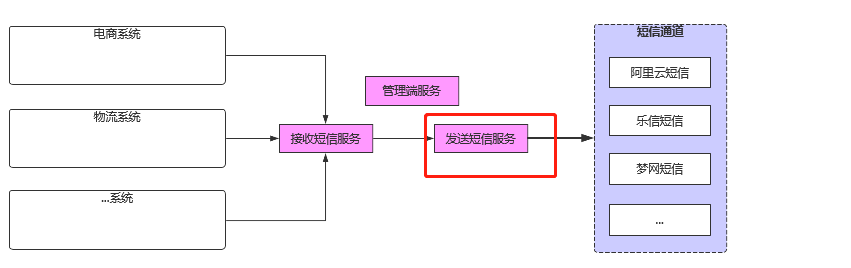 电商系统
物流系统
...系统
接收短信服务
管理端服务
发送短信服务
短信通道
阿里云短信
乐信短信
梦网短信
...